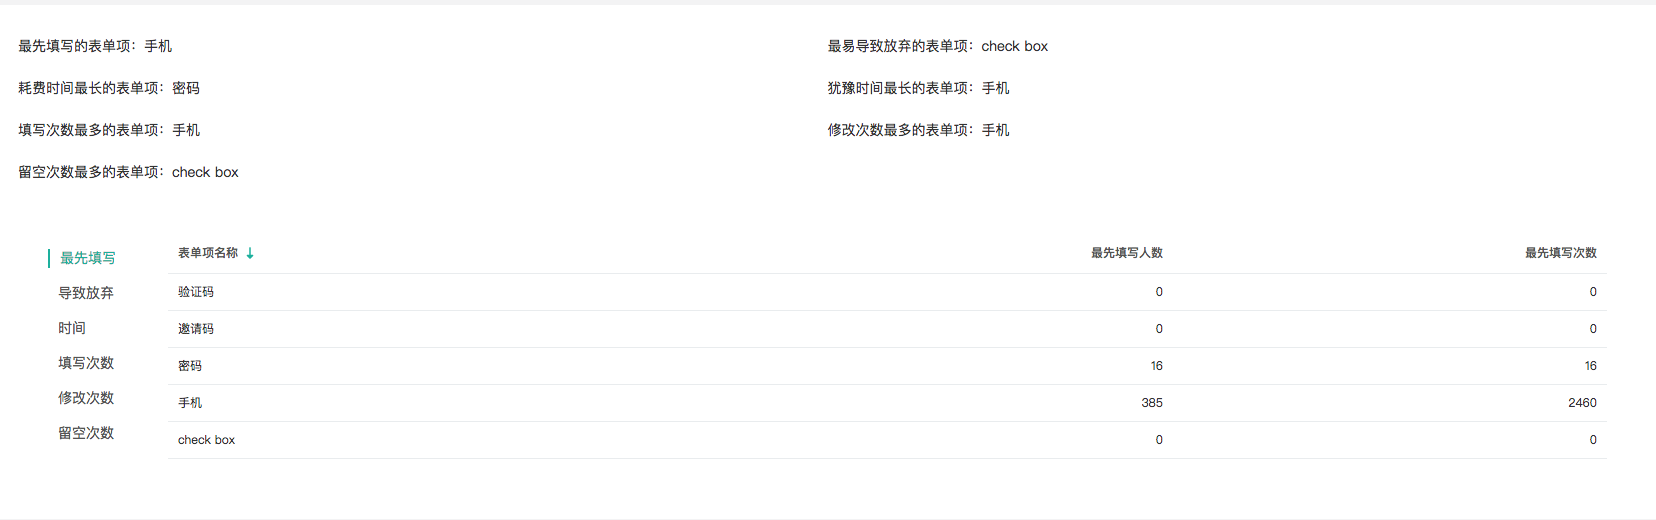 最先填写的表单项：手机
最易导致放弃的表单项：check box
耗费时间最长的表单项：密码
犹豫时间最长的表单项：手机
填写次数最多的表单项：手机
修改次数最多的表单项：手机
留空次数最多的表单项：check box
最先填写
导致放弃
时间
填写次数
修改次数
留空次数
表单项名称 ↓ 最先填写人数 最先填写次数
验证码 0 0
邀请码 0 0
密码 16 16
手机 385 2460
check box 0 0